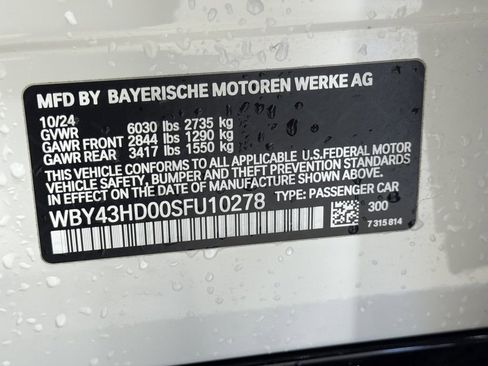 MFD BY BAYERISCHE MOTOREN WERKE AG
10/24
GVWR 6030 lbs 2735 kg
GAWR FRONT 2844 lbs 1290 kg
GAWR REAR 3417 lbs 1550 kg
THIS VEHICLE CONFORMS TO ALL APPLICABLE U.S. FEDERAL MOTOR
VEHICLE SAFETY, BUMPER AND THEFT PREVENTION STANDARDS
IN EFFECT ON THE DATE OF MANUFACTURE SHOWN ABOVE.
WBY43HD00SFU10278 TYPE: PASSENGER CAR
300
7 315 814